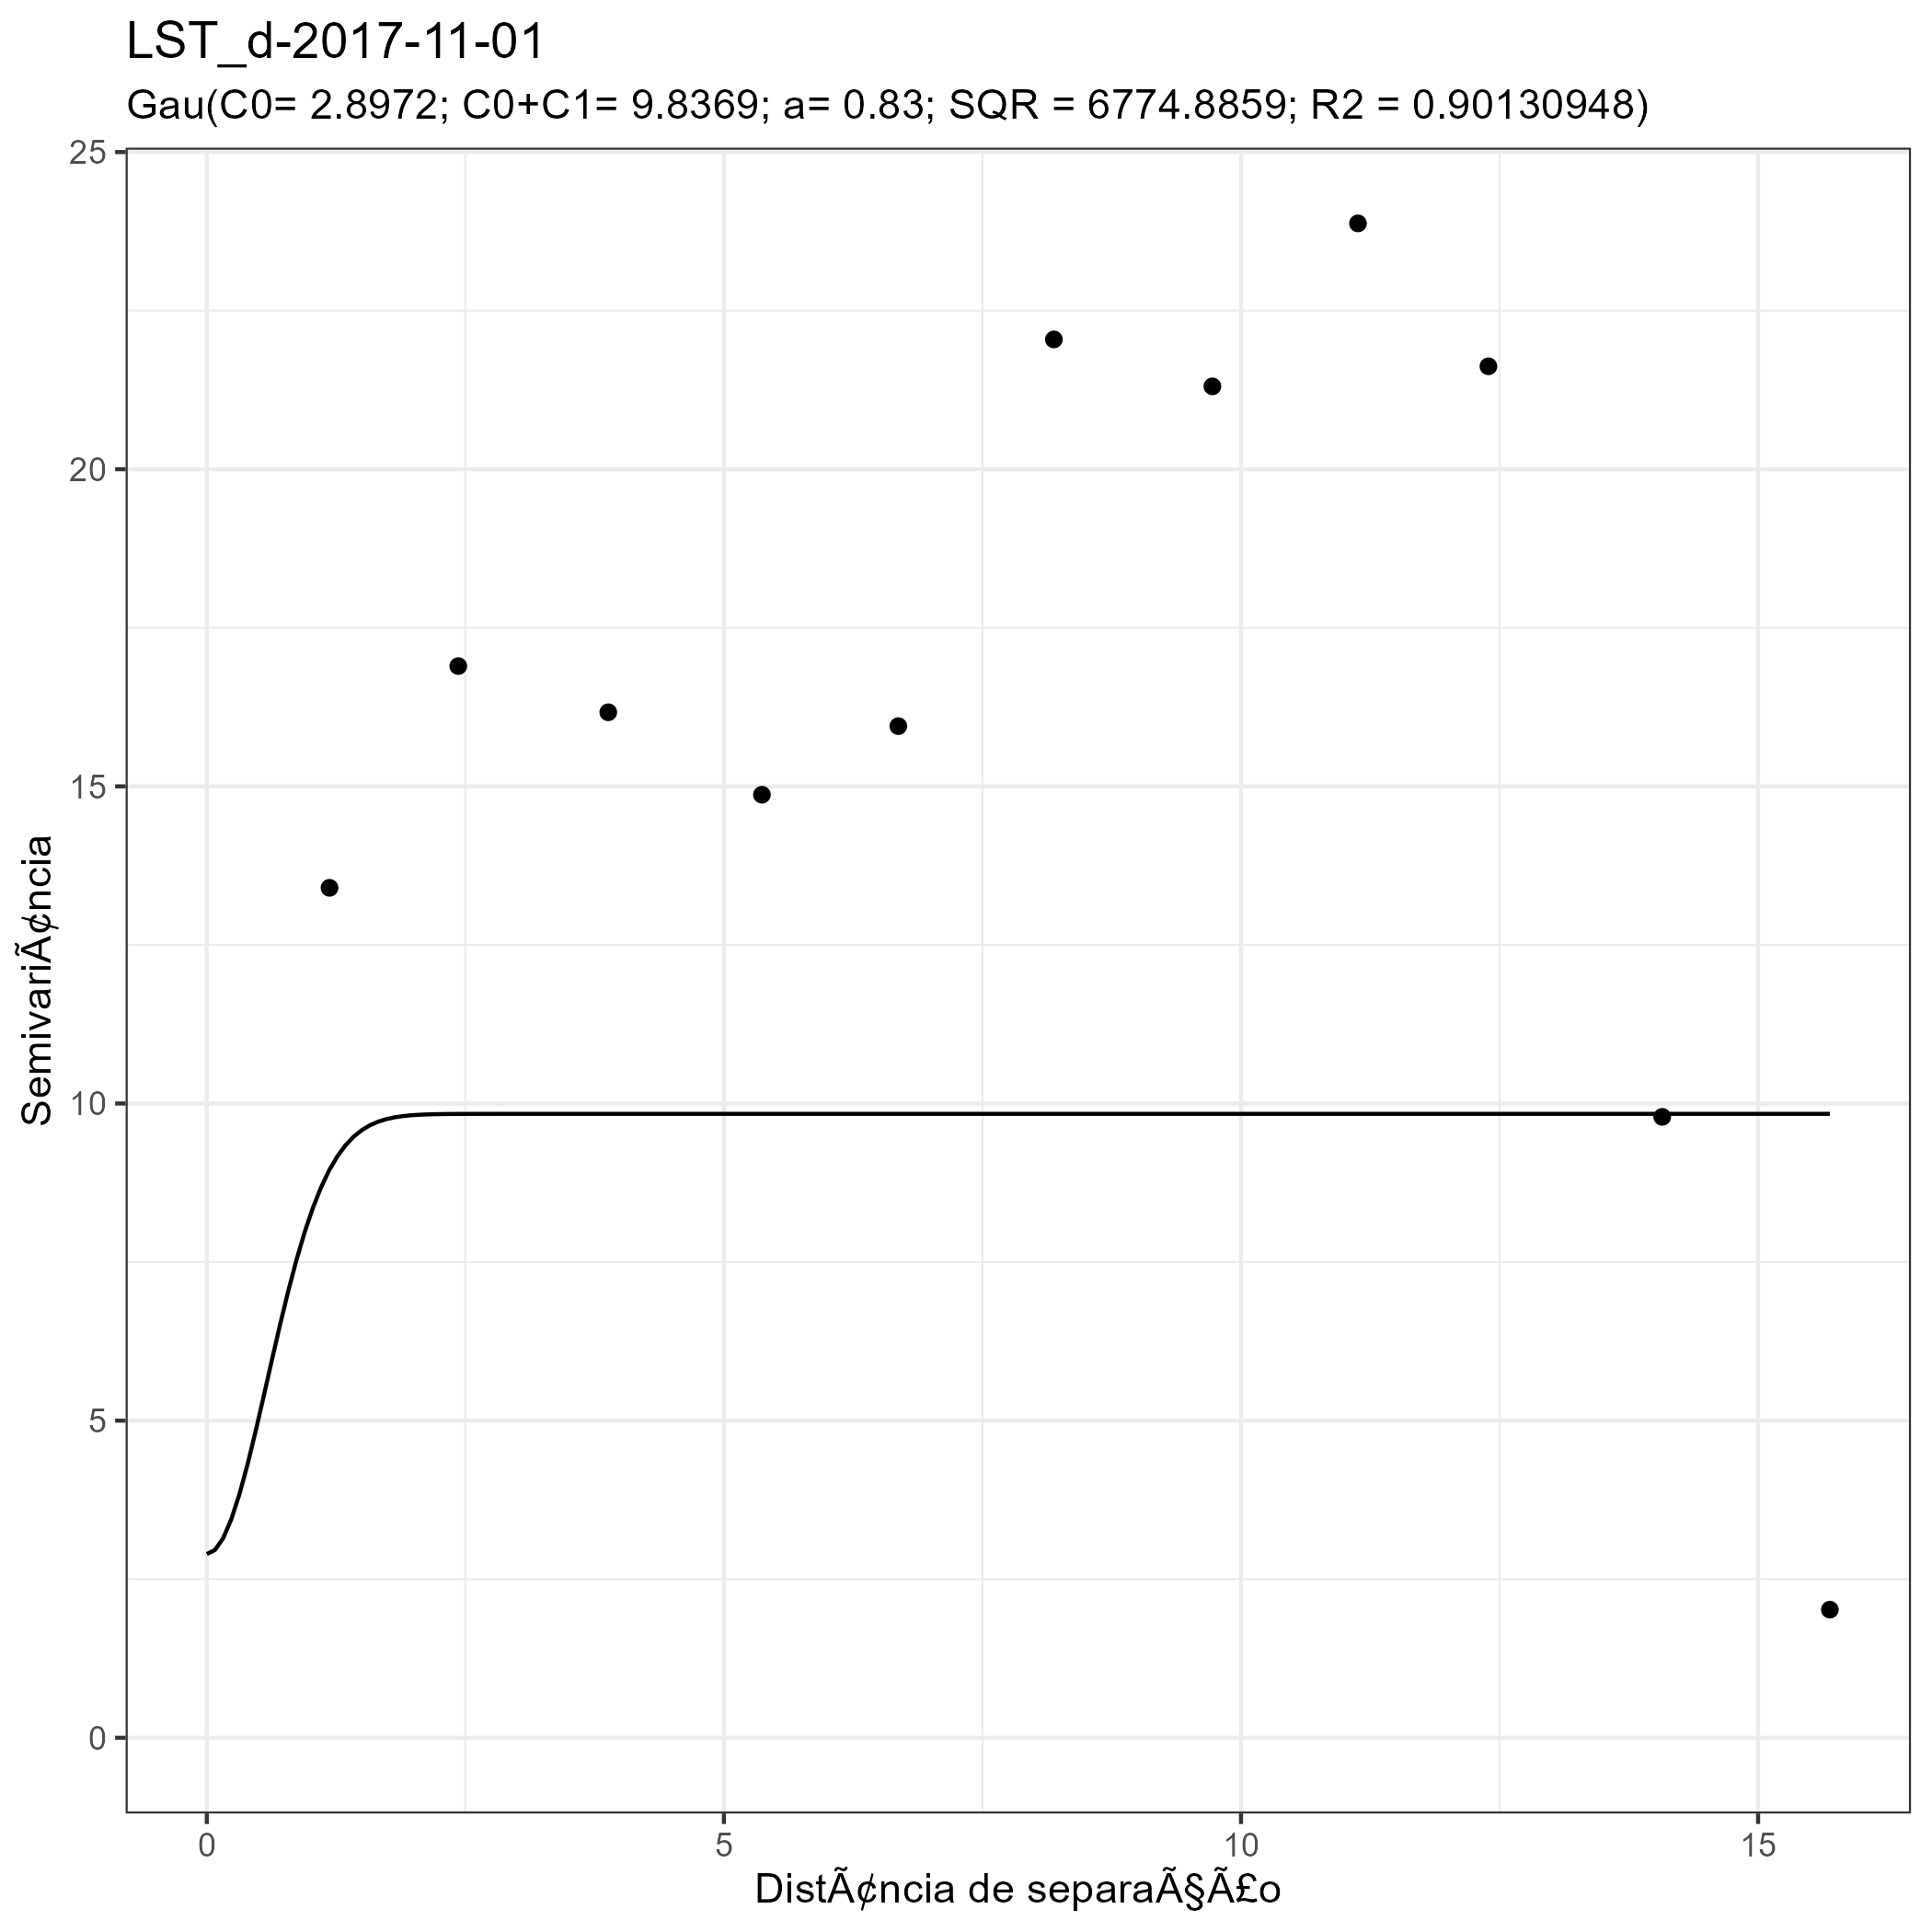 LST_d-2017-11-01
Gau(C0= 2.8972; C0+C1= 9.8369; a= 0.83; SQR = 6774.8859; R2 = 0.90130948)
25
20
15
10
5
0
SemivariÃ¢ncia
0 5 10 15
DistÃ¢ncia de separaÃ§Ã£o